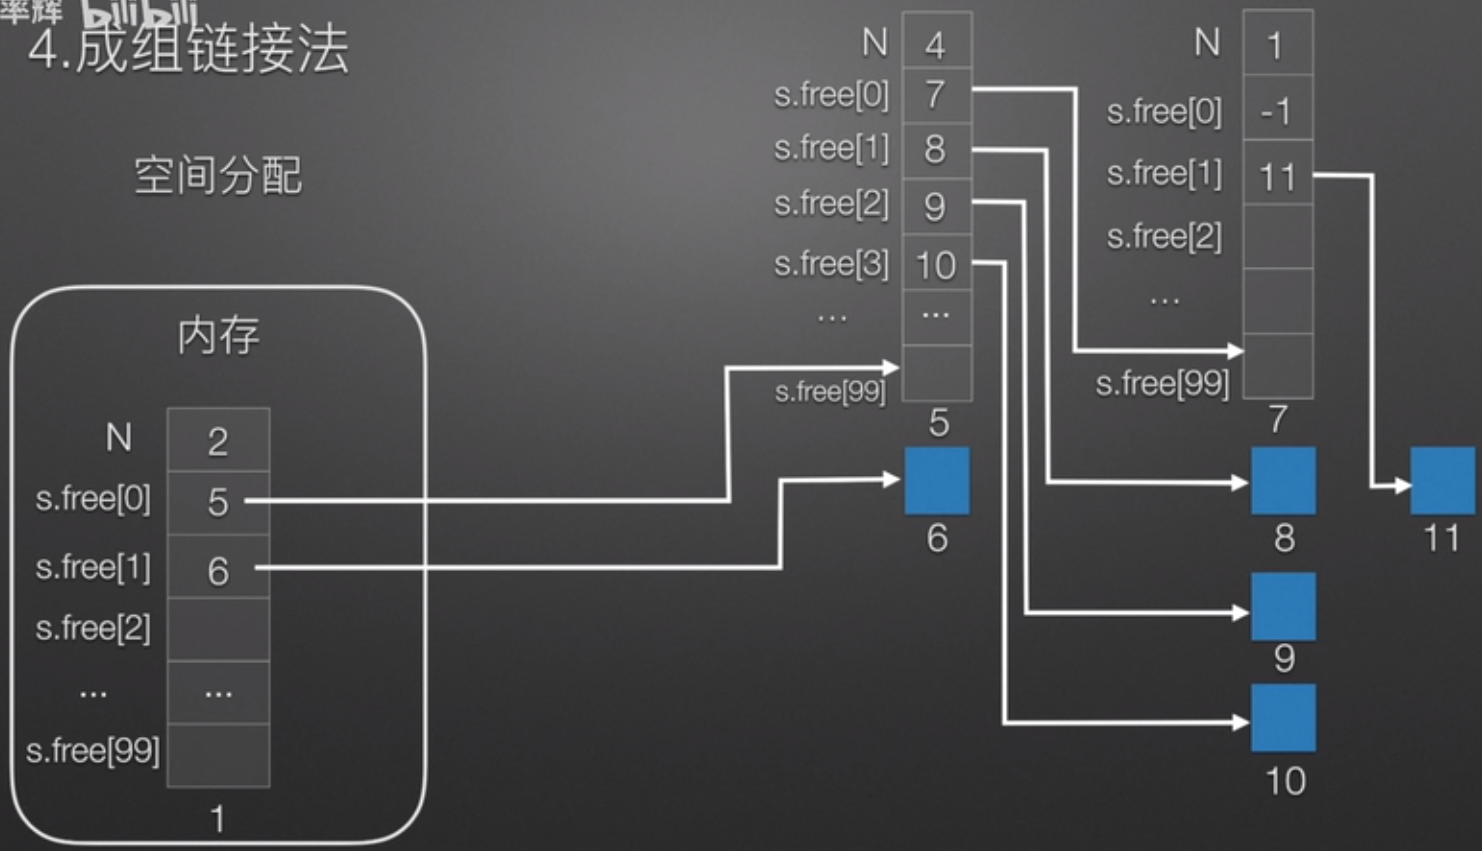 率辉 bilibili
4.成组链接法
空间分配
内存
N 2
s.free[0] 5
s.free[1] 6
s.free[2]
... ...
s.free[99]
1
N 4
s.free[0] 7
s.free[1] 8
s.free[2] 9
s.free[3] 10
... ...
s.free[99]
5
6
N 1
s.free[0] -1
s.free[1] 11
s.free[2]
...
s.free[99]
7
8
9
10
11